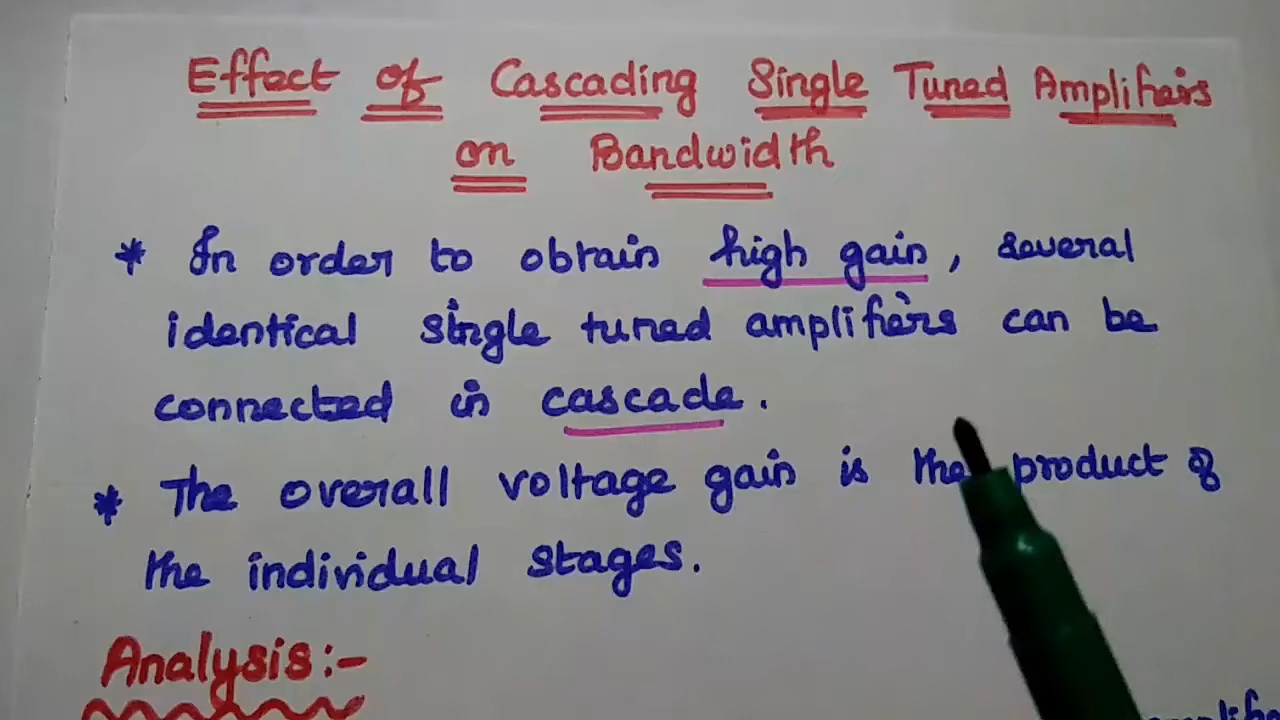 Effect of Cascading Single Tuned Amplifiers
on Bandwidth
* In order to obtain high gain, several
identical single tuned amplifiers can be
connected in cascade.
* The overall voltage gain is the product of
the individual stages.
Analysis:-